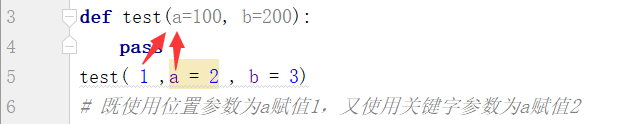 3 def test(a=100, b=200):
4 pass
5 test( 1 ,a = 2 , b = 3)
6 # 既使用位置参数为a赋值1，又使用关键字参数为a赋值2